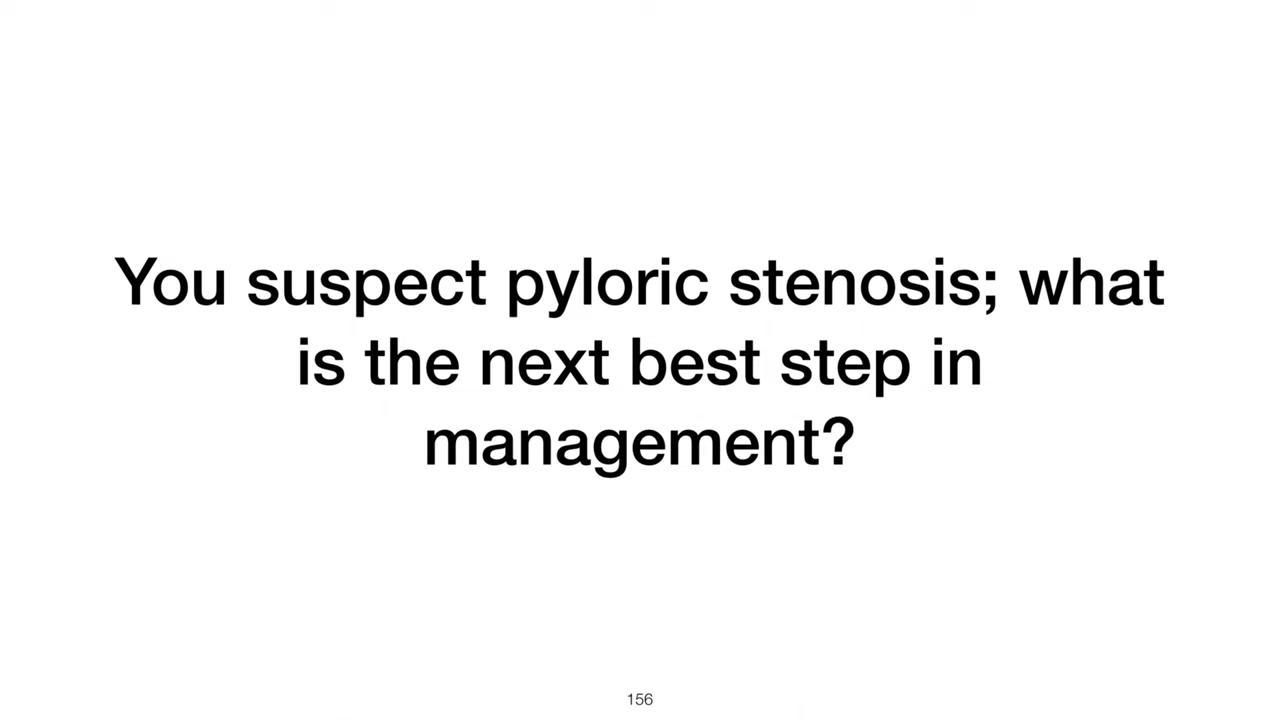 You suspect pyloric stenosis; what
is the next best step in
management?
156